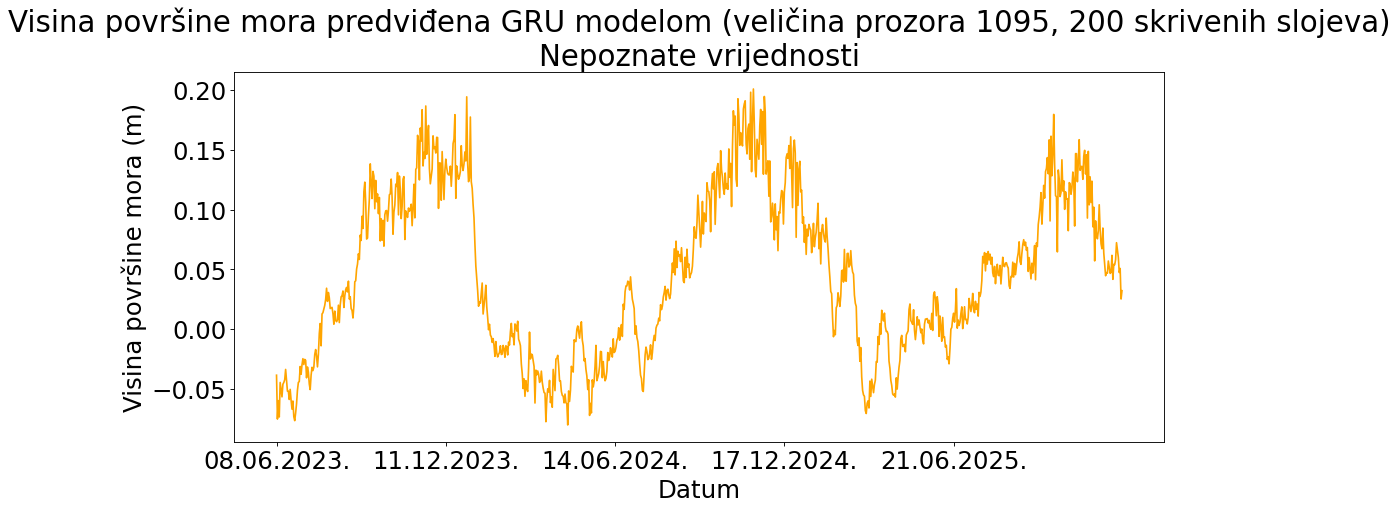 Visina površine mora predviđena GRU modelom (veličina prozora 1095, 200 skrivenih slojeva)
Nepoznate vrijednosti
Visina površine mora (m)
0.20
0.15
0.10
0.05
0.00
−0.05
08.06.2023. 11.12.2023. 14.06.2024. 17.12.2024. 21.06.2025.
Datum